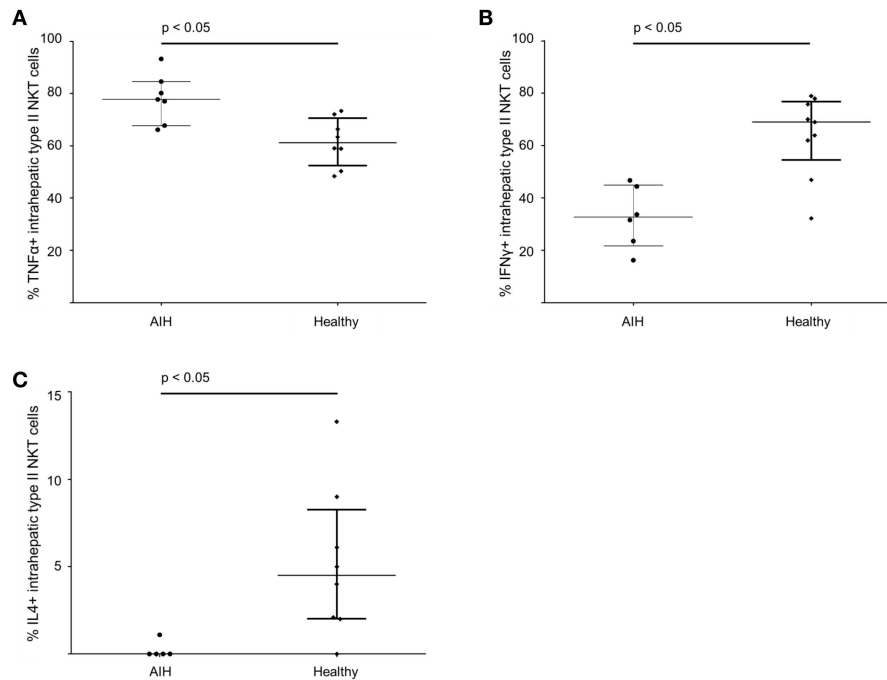 A
p < 0.05
% TNFα+ intrahepatic type II NKT cells
100
80
60
40
20
AIH
Healthy
B
p < 0.05
% IFNγ+ intrahepatic type II NKT cells
100
80
60
40
20
AIH
Healthy
C
p < 0.05
% IL4+ intrahepatic type II NKT cells
15
10
5
AIH
Healthy